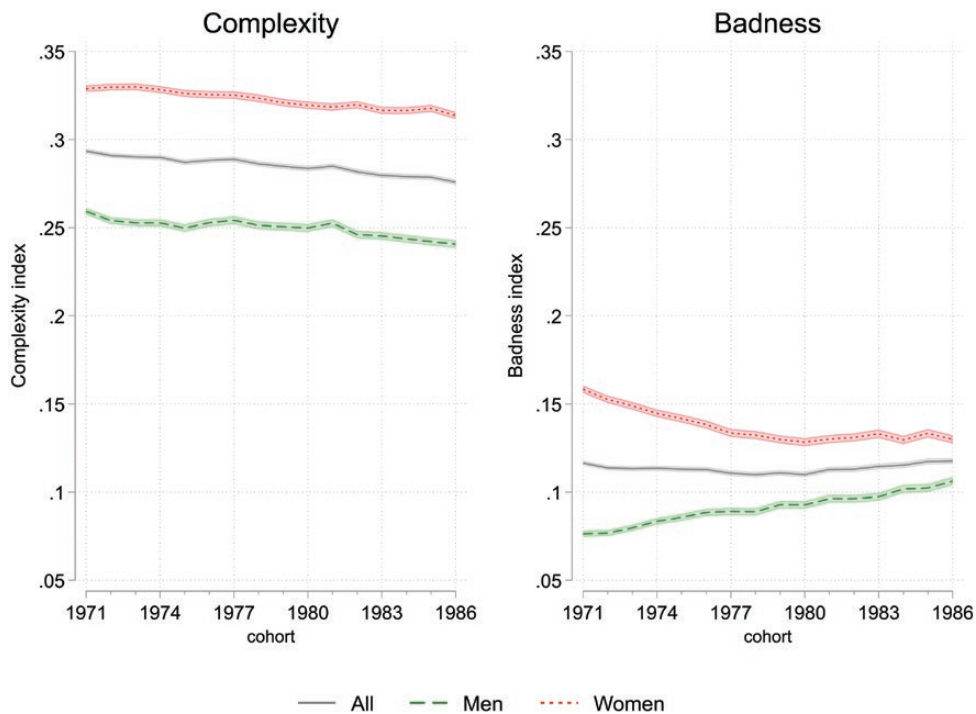 Complexity
Badness
Complexity index
.35
.3
.25
.2
.15
.1
.05
1971 1974 1977 1980 1983 1986
cohort
Badness index
.35
.3
.25
.2
.15
.1
.05
1971 1974 1977 1980 1983 1986
cohort
All Men Women